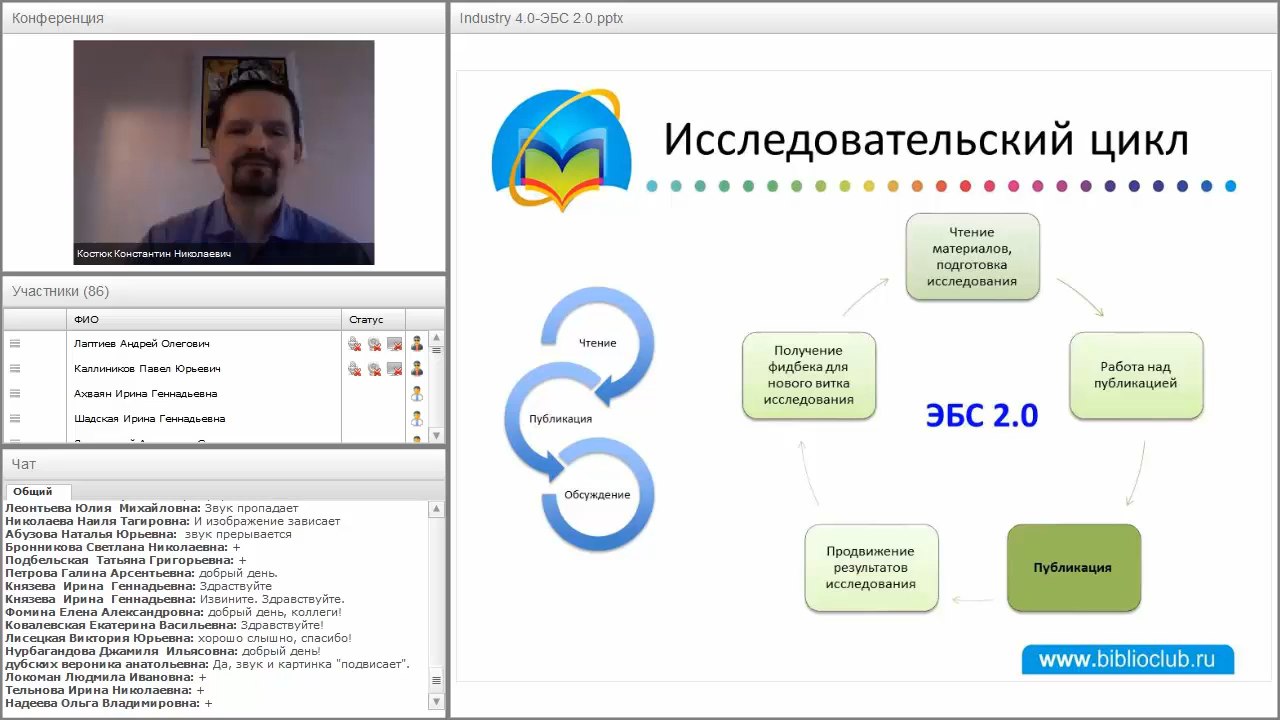 Конференция
Костюк Константин Николаевич
Участники (86)
ФИО Статус
Лаптиев Андрей Олегович
Каллиников Павел Юрьевич
Ахваян Ирина Геннадьевна
Шадская Ирина Геннадьевна
Чат
Общий
Леонтьева Юлия Михайловна: Звук пропадает
Николаева Наиля Тагировна: И изображение зависает
Абузова Наталья Юрьевна: звук прерывается
Бронникова Светлана Николаевна: +
Подбельская Татьяна Григорьевна: +
Петрова Галина Арсентьевна: добрый день.
Князева Ирина Геннадьевна: Здраствуйте
Князева Ирина Геннадьевна: Извините. Здравствуйте.
Фомина Елена Александровна: добрый день, коллеги!
Ковалевская Екатерина Васильевна: Здравствуйте!
Лисецкая Виктория Юрьевна: хорошо слышно, спасибо!
Нурбагандова Джамиля Ильясовна: добрый день!
дубских вероника анатольевна: Да, звук и картинка "подвисает".
Локоман Людмила Ивановна: +
Тельнова Ирина Николаевна: +
Надеева Ольга Владимировна: +
Industry 4.0-ЭБС 2.0.pptx
Исследовательский цикл
Чтение
Публикация
Обсуждение
Чтение
материалов,
подготовка
исследования
Работа над
публикацией
Публикация
Продвижение
результатов
исследования
Получение
фидбека для
нового витка
исследования
ЭБС 2.0
www.biblioclub.ru